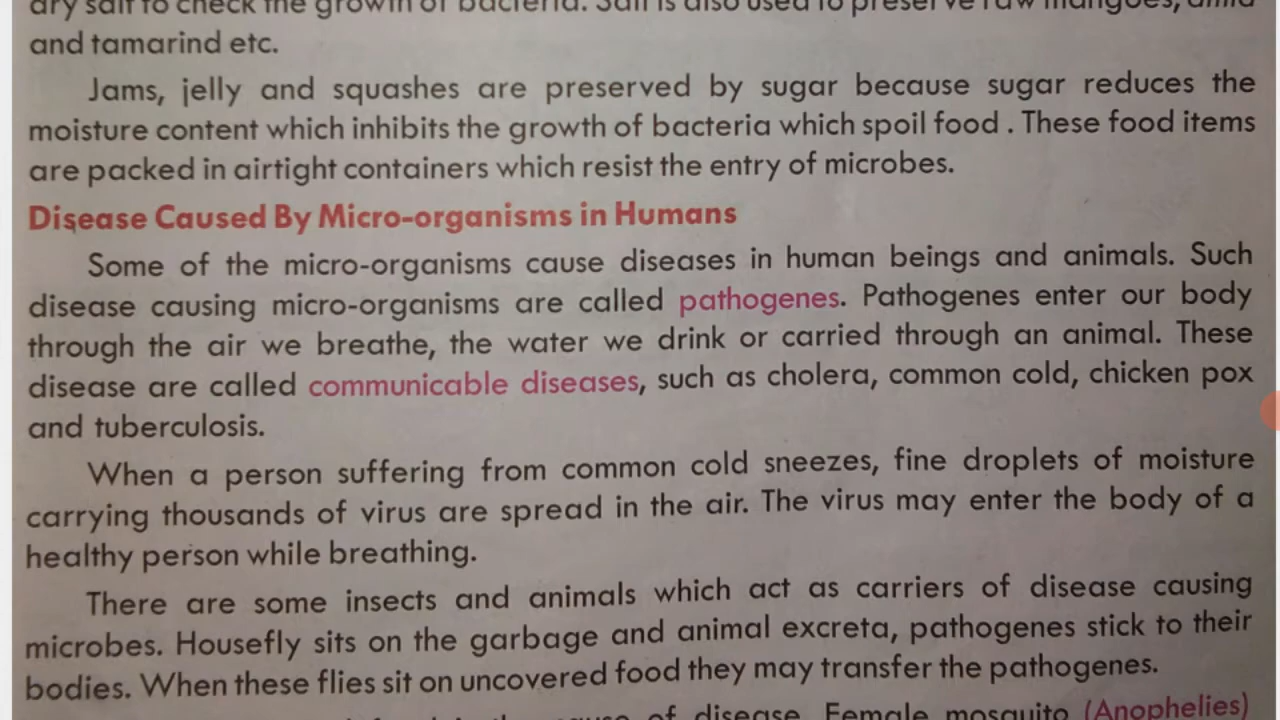 dry salt to check the growth of bacteria. Salt is also used to preserve raw mangoes, amla
and tamarind etc.
Jams, jelly and squashes are preserved by sugar because sugar reduces the
moisture content which inhibits the growth of bacteria which spoil food . These food items
are packed in airtight containers which resist the entry of microbes.
Disease Caused By Micro-organisms in Humans
Some of the micro-organisms cause diseases in human beings and animals. Such
disease causing micro-organisms are called pathogenes. Pathogenes enter our body
through the air we breathe, the water we drink or carried through an animal. These
disease are called communicable diseases, such as cholera, common cold, chicken pox
and tuberculosis.
When a person suffering from common cold sneezes, fine droplets of moisture
carrying thousands of virus are spread in the air. The virus may enter the body of a
healthy person while breathing.
There are some insects and animals which act as carriers of disease causing
microbes. Housefly sits on the garbage and animal excreta, pathogenes stick to their
bodies. When these flies sit on uncovered food they may transfer the pathogenes.
of disease. Female mosquito (Anophelies)